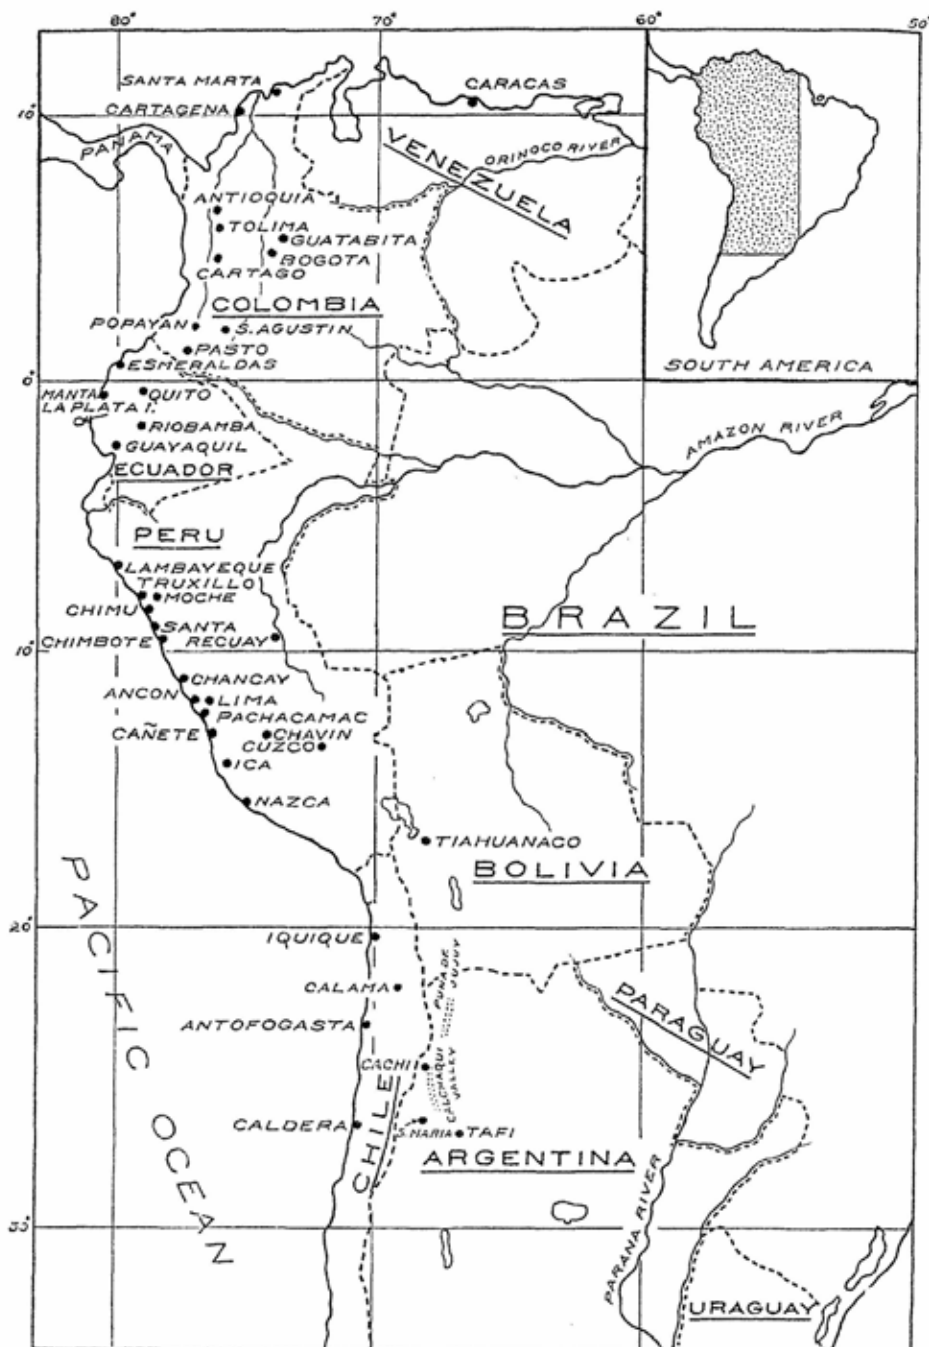 80°
70°
60°
50°
SANTA MARTA
CARACAS
CARTAGENA
10°
PANAMA
VENEZUELA
ORINOCO RIVER
ANTIOQUIA
TOLIMA
GUATABITA
BOGOTA
CARTAGO
COLOMBIA
POPAYAN
S. AGUSTIN
PASTO
ESMERALDAS
SOUTH AMERICA
0°
MANTA
QUITO
LA PLATA I.
RIOBAMBA
AMAZON RIVER
GUAYAQUIL
ECUADOR
PERU
LAMBAYEQUE
TRUXILLO
MOCHE
CHIMU
BRAZIL
SANTA
CHIMBOTE
RECUAY
10°
CHANCAY
ANCON
LIMA
PACHACAMAC
CAÑETE
CHAVIN
CUZCO
ICA
NAZCA
TIAHUANACO
BOLIVIA
PACIFIC OCEAN
20°
IQUIQUE
PUNA DE
JUJUY
CALAMA
PARAGUAY
ANTOFOGASTA
CACHI
CALCHAQUI
VALLEY
CHILE
CALDERA
S. MARIA
TAFI
ARGENTINA
PARANA RIVER
URAGUAY